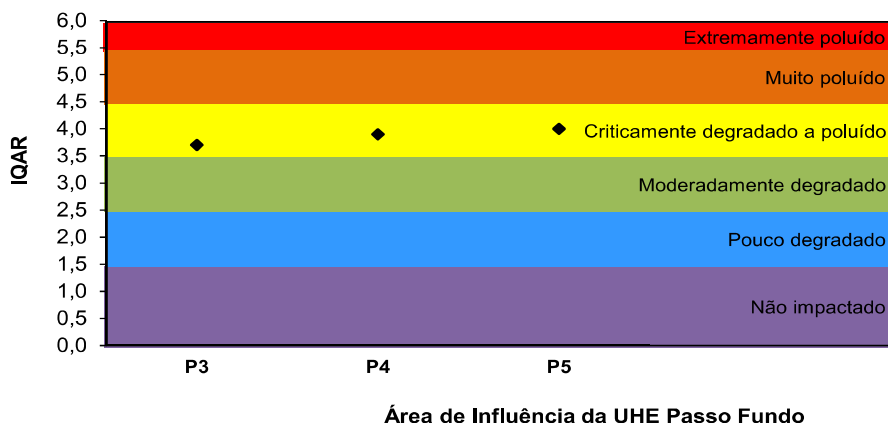 6,0
5,5
5,0
4,5
4,0
3,5
3,0
2,5
2,0
1,5
1,0
0,5
0,0
IQAR
Extremamente poluído
Muito poluído
Criticamente degradado a poluído
Moderadamente degradado
Pouco degradado
Não impactado
P3 P4 P5
Área de Influência da UHE Passo Fundo